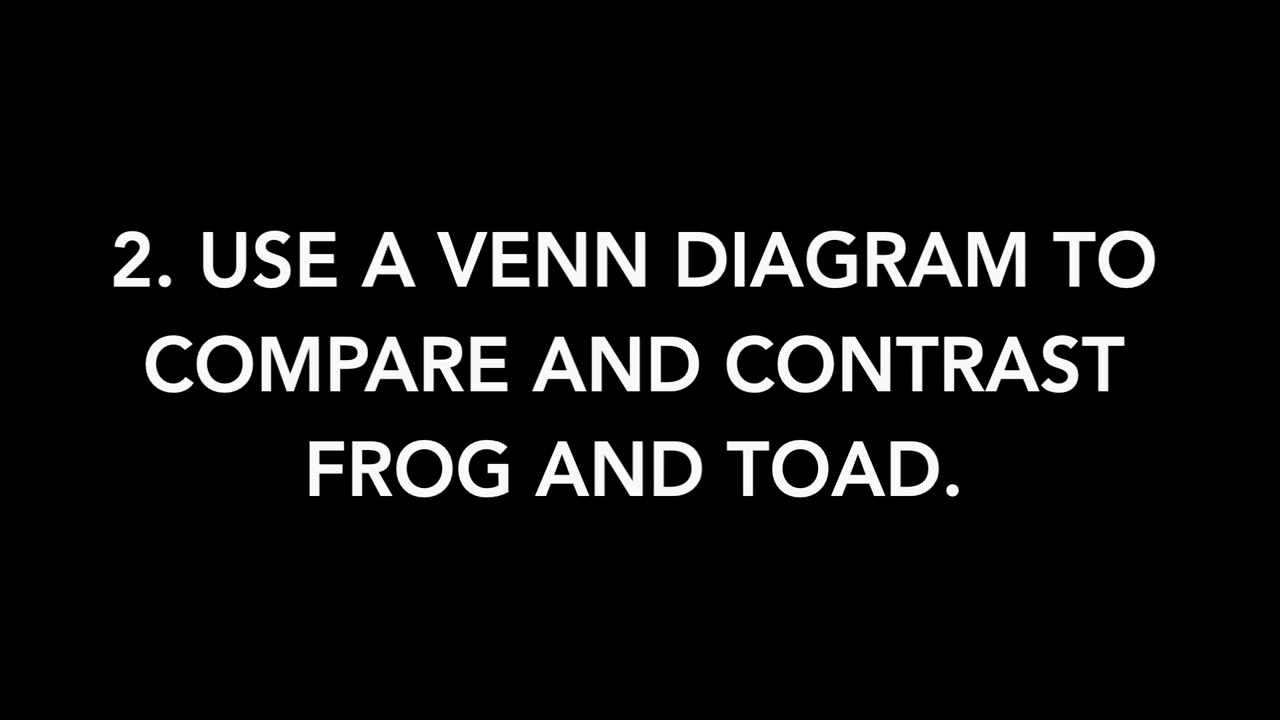 2. USE A VENN DIAGRAM TO
COMPARE AND CONTRAST
FROG AND TOAD.